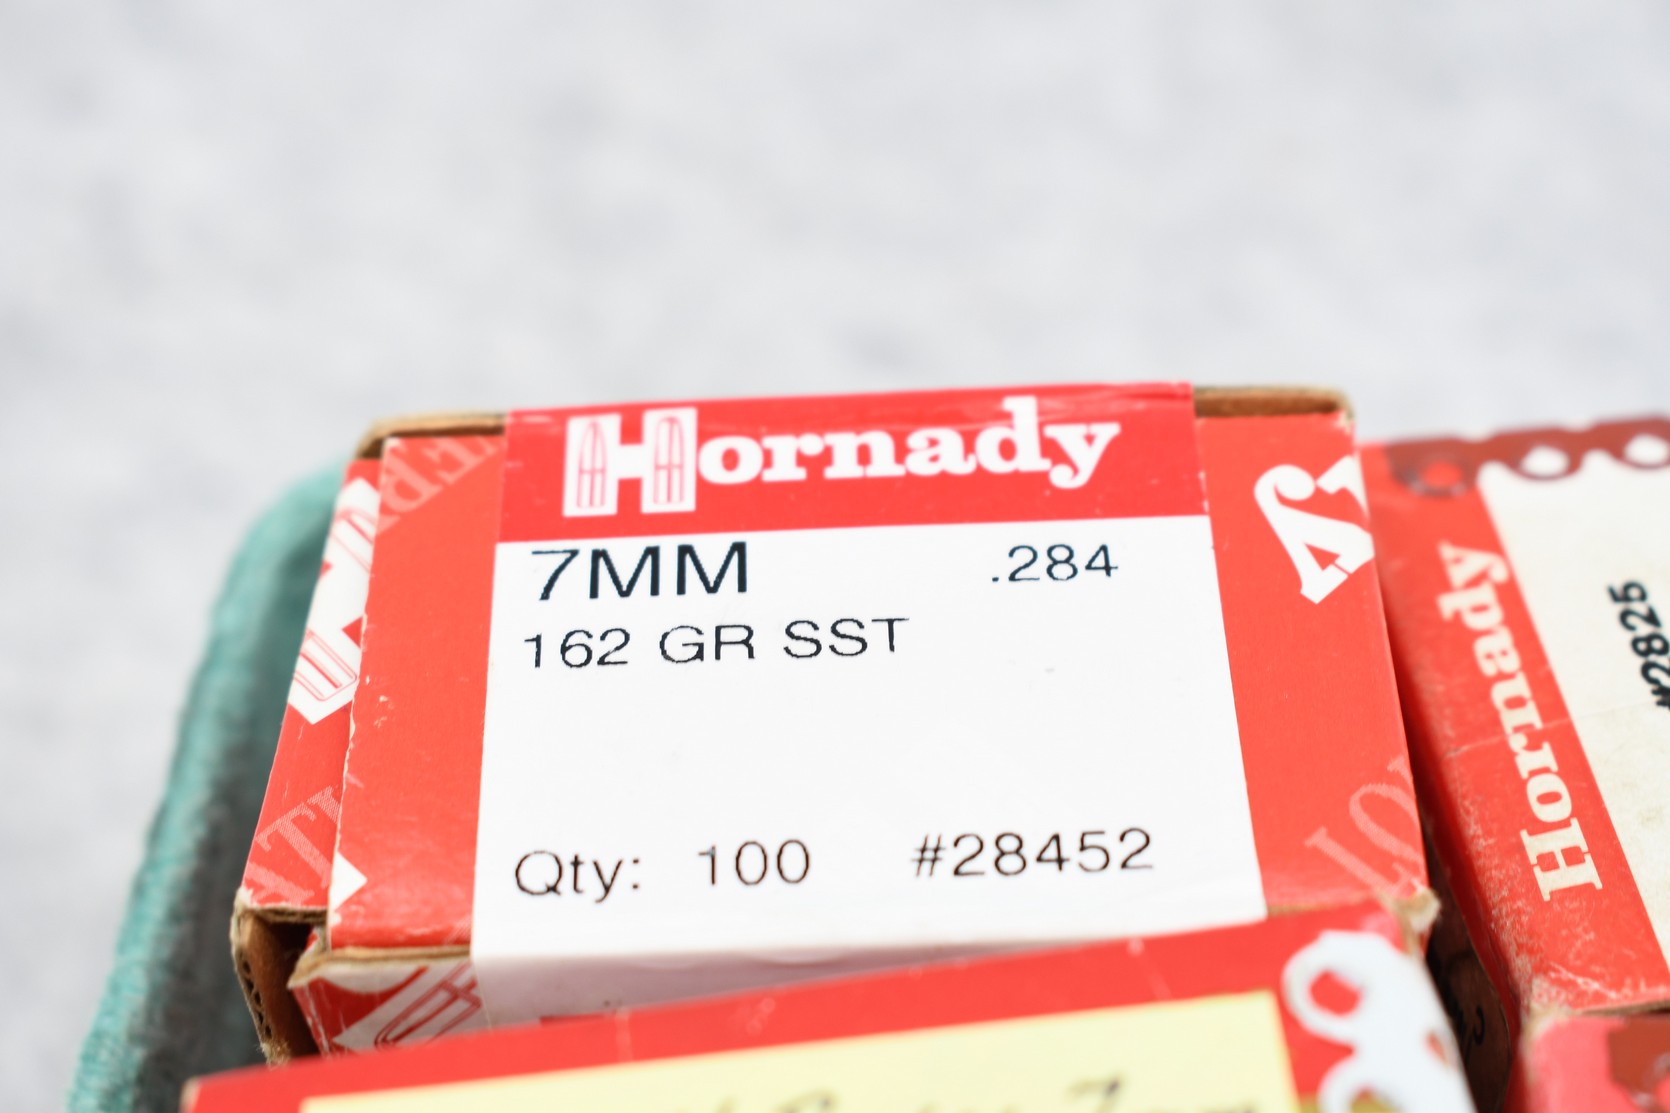 Hornady
7MM .284
162 GR SST
Qty: 100 #28452
Hornady
#2825